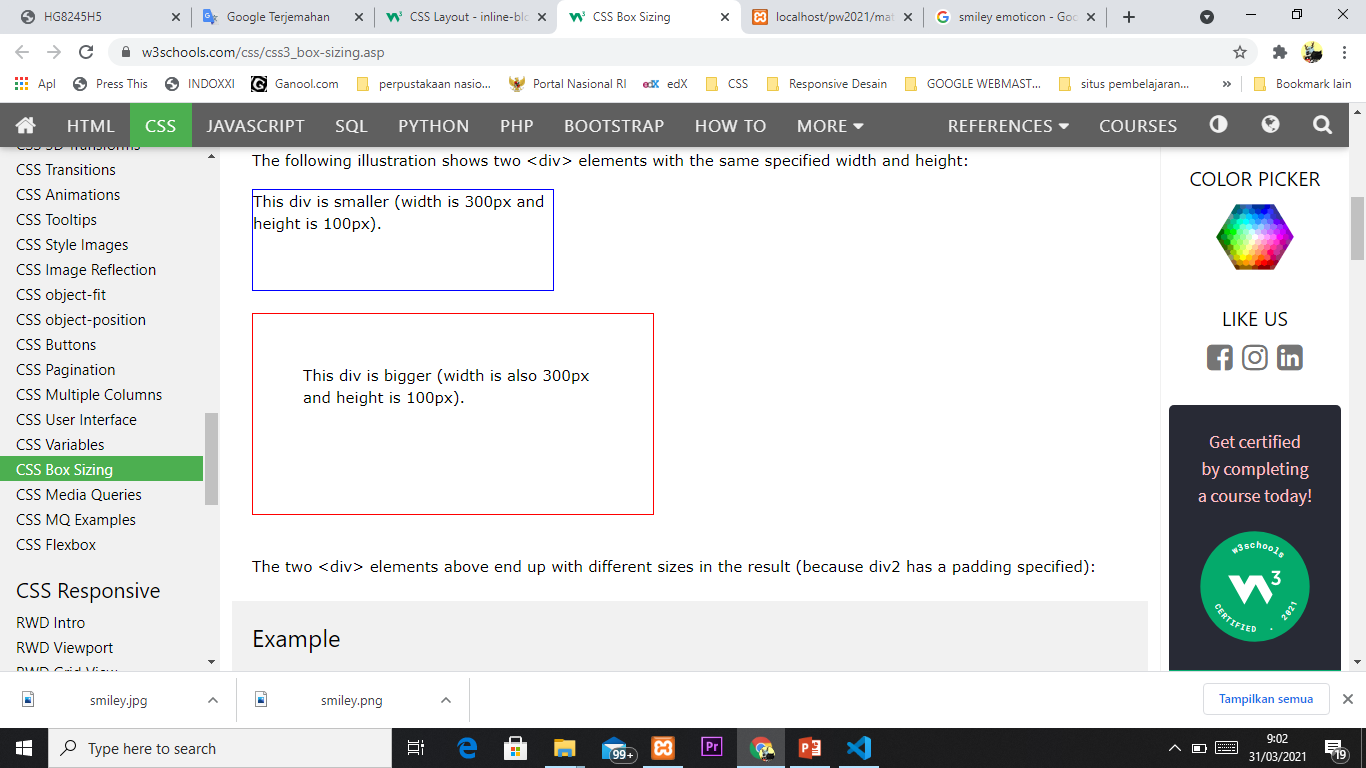 HG8245H5
Google Terjemahan
CSS Layout - inline-blo
CSS Box Sizing
localhost/pw2021/mat
smiley emoticon - Goo
w3schools.com/css/css3_box-sizing.asp
Apl
Press This
INDOXXI
Ganool.com
perpustakaan nasio...
Portal Nasional RI
edX
edX
CSS
Responsive Desain
GOOGLE WEBMAST...
situs pembelajaran...
»
Bookmark lain
HTML
CSS
JAVASCRIPT
SQL
PYTHON
PHP
BOOTSTRAP
HOW TO
MORE
REFERENCES
COURSES
CSS 3D Transforms
CSS Transitions
CSS Animations
CSS Tooltips
CSS Style Images
CSS Image Reflection
CSS object-fit
CSS object-position
CSS Buttons
CSS Pagination
CSS Multiple Columns
CSS User Interface
CSS Variables
CSS Box Sizing
CSS Media Queries
CSS MQ Examples
CSS Flexbox
CSS Responsive
RWD Intro
RWD Viewport
RWD Grid View
The following illustration shows two <div> elements with the same specified width and height:
This div is smaller (width is 300px and
height is 100px).
This div is bigger (width is also 300px
and height is 100px).
The two <div> elements above end up with different sizes in the result (because div2 has a padding specified):
Example
COLOR PICKER
LIKE US
Get certified
by completing
a course today!
w3schools
3
CERTIFIED . 2021
smiley.jpg
smiley.png
Tampilkan semua
Type here to search
99+
Pr
9:02
31/03/2021
19